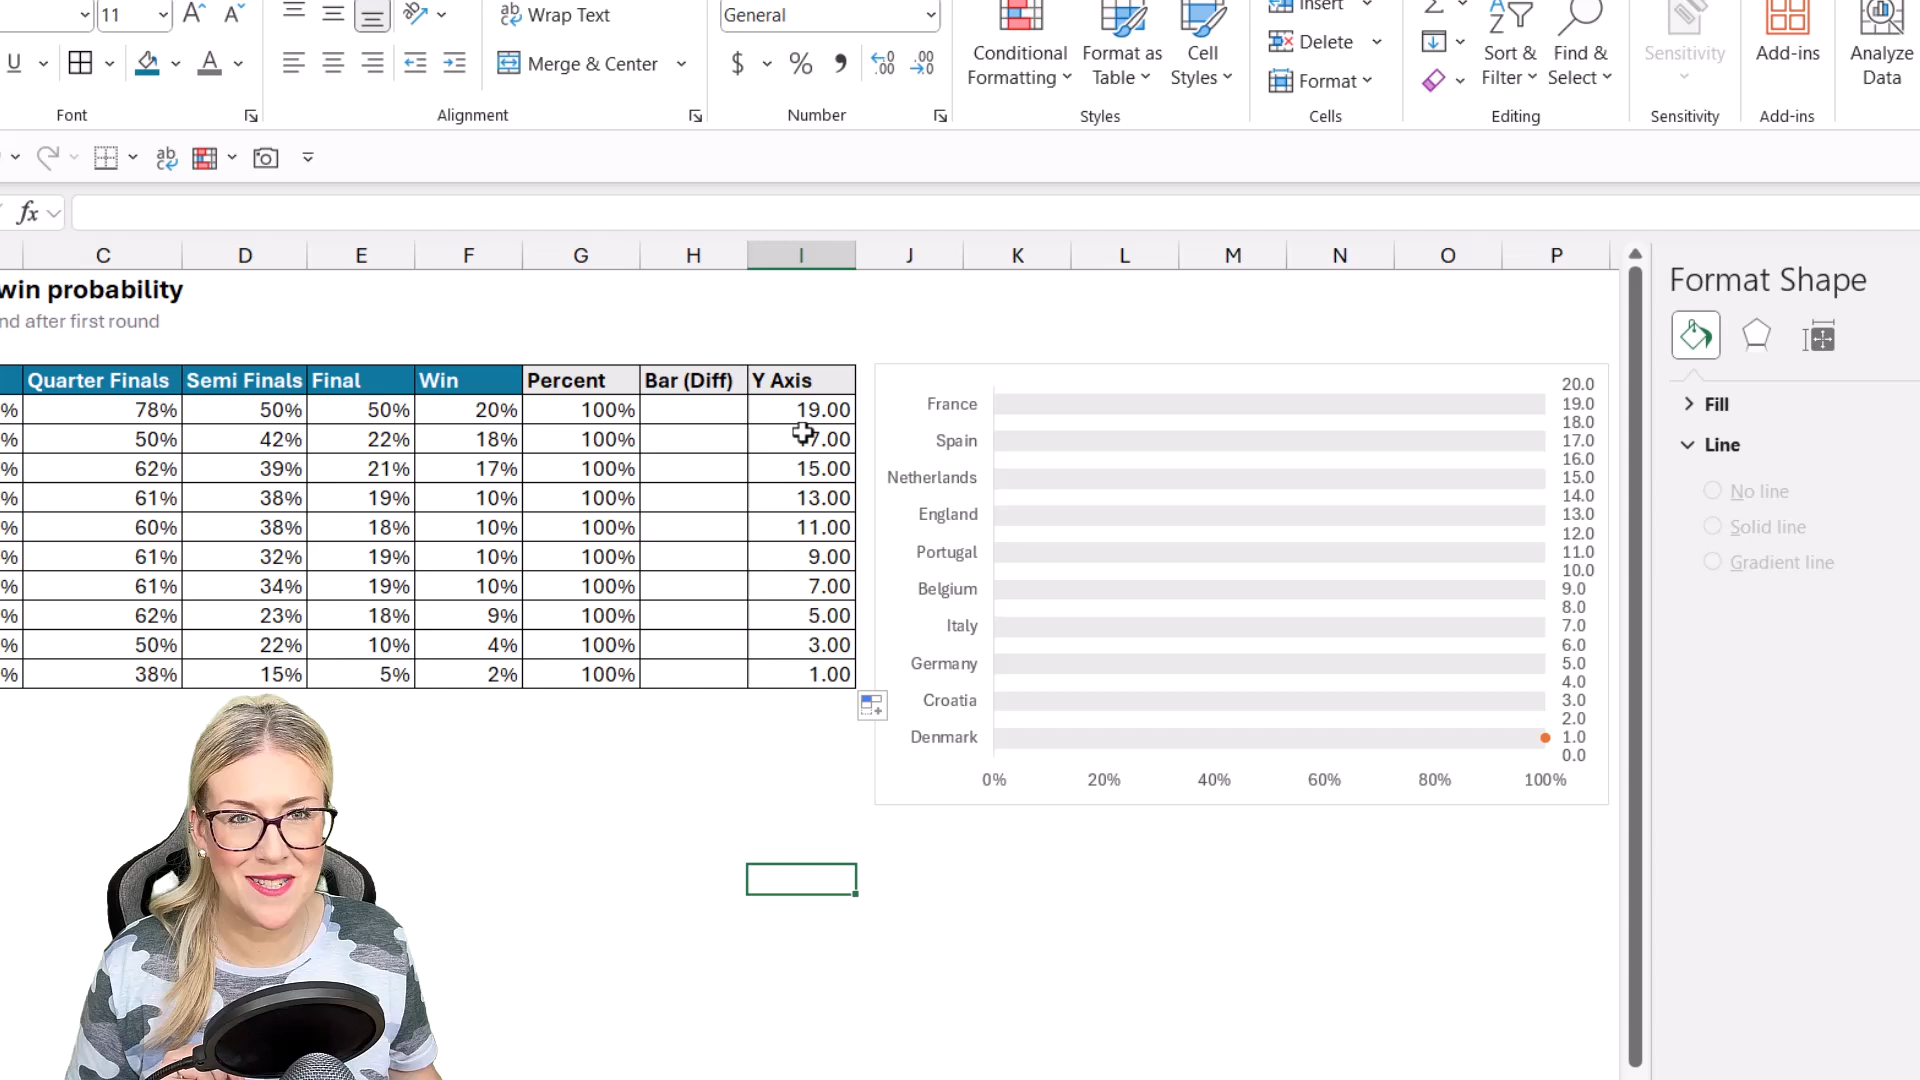 11
A^
Aˇ
ab
Wrap Text
General
Insert
Conditional
Formatting
Format as
Table
Cell
Styles
Delete
Sort &
Filter
Find &
Select
Sensitivity
Add-ins
Analyze
Data
U
A
Merge & Center
$
%
,
Format
Font
Alignment
Number
Styles
Cells
Editing
Sensitivity
Add-ins
ab
fx
C D E F G H I J K L M N O P
win probability
nd after first round
Format Shape
Quarter Finals Semi Finals Final Win Percent Bar (Diff) Y Axis
% 78% 50% 50% 20% 100% 19.00
% 50% 42% 22% 18% 100% 7.00
% 62% 39% 21% 17% 100% 15.00
% 61% 38% 19% 10% 100% 13.00
% 60% 38% 18% 10% 100% 11.00
% 61% 32% 19% 10% 100% 9.00
% 61% 34% 19% 10% 100% 7.00
% 62% 23% 18% 9% 100% 5.00
% 50% 22% 10% 4% 100% 3.00
% 38% 15% 5% 2% 100% 1.00
20.0
France 19.0
18.0
Spain 17.0
16.0
Netherlands 15.0
14.0
England 13.0
12.0
Portugal 11.0
10.0
Belgium 9.0
8.0
Italy 7.0
6.0
Germany 5.0
4.0
Croatia 3.0
2.0
Denmark 1.0
0.0
0% 20% 40% 60% 80% 100%
Fill
Line
No line
Solid line
Gradient line